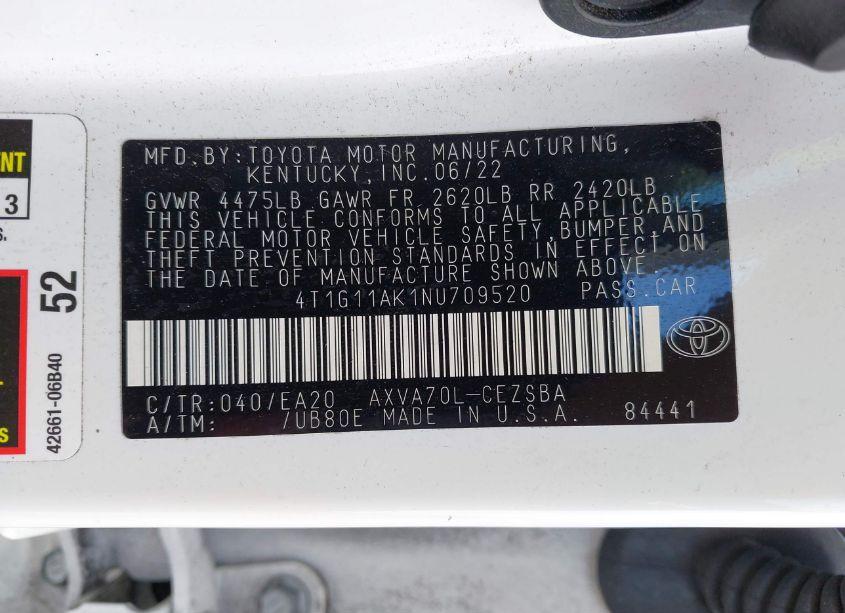 MFD. BY: TOYOTA MOTOR MANUFACTURING,
KENTUCKY, INC. 06/22
GVWR 4475LB GAWR FR 2620LB RR 2420LB
THIS VEHICLE CONFORMS TO ALL APPLICABLE
FEDERAL MOTOR VEHICLE SAFETY, BUMPER, AND
THEFT PREVENTION STANDARDS IN EFFECT ON
THE DATE OF MANUFACTURE SHOWN ABOVE.
4T1G11AK1NU709520 PASS. CAR
C/TR: 040/EA20 AXVA70L-CEZSBA
A/TM: /UB80E MADE IN U.S.A. 84441
3
52
42661-06B40